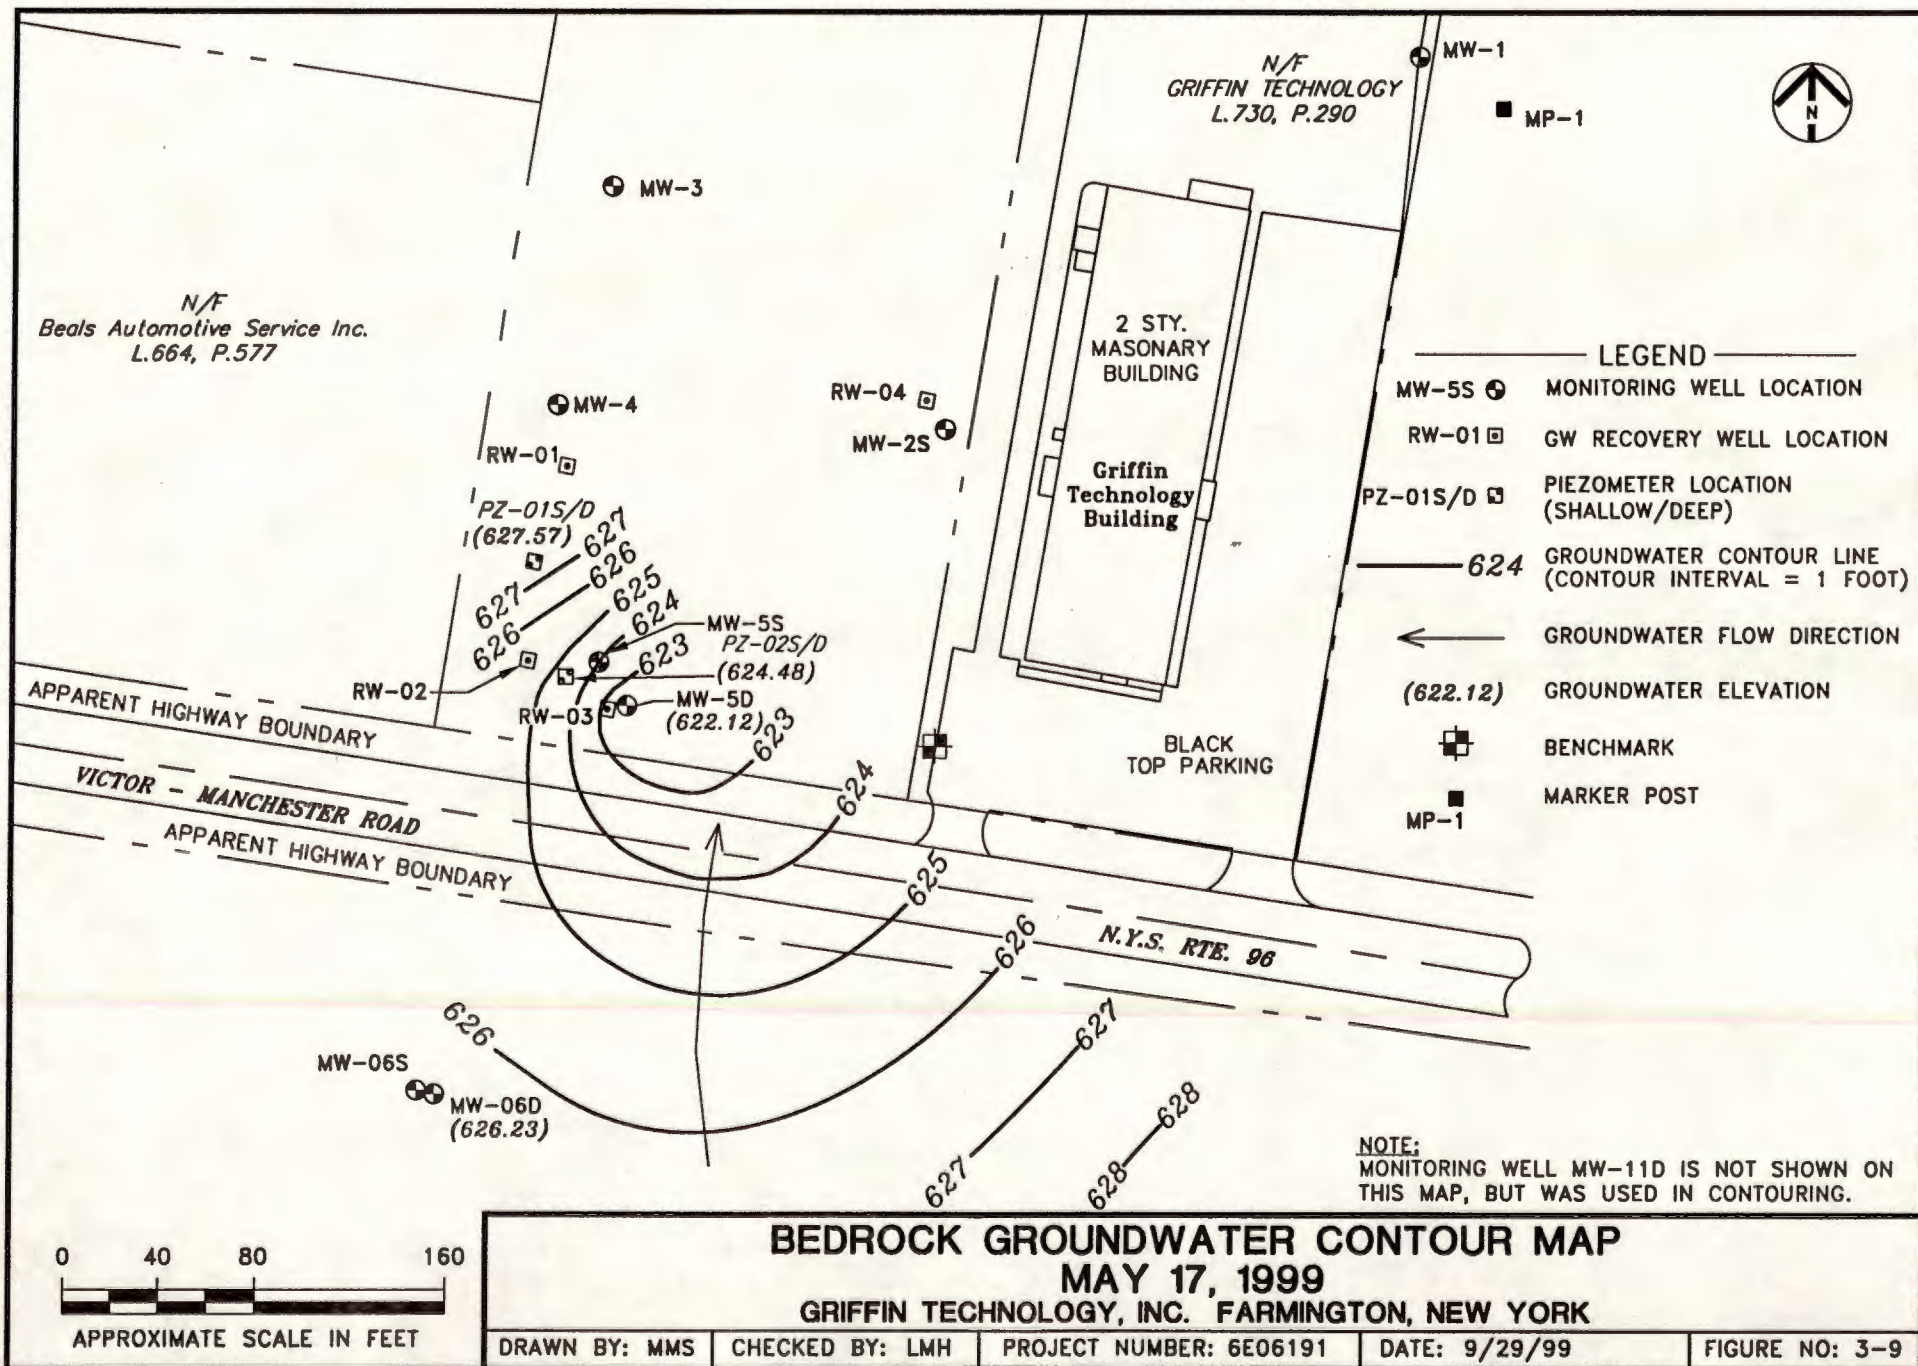 N/F
GRIFFIN TECHNOLOGY
L.730, P.290
MW-1
MP-1
N
MW-3
N/F
Beals Automotive Service Inc.
L.664, P.577
2 STY.
MASONARY
BUILDING
Griffin
Technology
Building
MW-4
RW-04
MW-2S
RW-01
PZ-01S/D
(627.57)
627
626
625
624
623
627
626
MW-5S
PZ-02S/D
(624.48)
RW-02
RW-03
MW-5D
(622.12)
623
624
625
626
627
628
626
627
628
APPARENT HIGHWAY BOUNDARY
VICTOR - MANCHESTER ROAD
APPARENT HIGHWAY BOUNDARY
N.Y.S. RTE. 96
BLACK
TOP PARKING
MW-06S
MW-06D
(626.23)
LEGEND
MW-5S MONITORING WELL LOCATION
RW-01 GW RECOVERY WELL LOCATION
PZ-01S/D PIEZOMETER LOCATION
(SHALLOW/DEEP)
624 GROUNDWATER CONTOUR LINE
(CONTOUR INTERVAL = 1 FOOT)
GROUNDWATER FLOW DIRECTION
(622.12) GROUNDWATER ELEVATION
BENCHMARK
MARKER POST
MP-1
NOTE:
MONITORING WELL MW-11D IS NOT SHOWN ON
THIS MAP, BUT WAS USED IN CONTOURING.
0 40 80 160
APPROXIMATE SCALE IN FEET
BEDROCK GROUNDWATER CONTOUR MAP
MAY 17, 1999
GRIFFIN TECHNOLOGY, INC. FARMINGTON, NEW YORK
DRAWN BY: MMS
CHECKED BY: LMH
PROJECT NUMBER: 6E06191
DATE: 9/29/99
FIGURE NO: 3-9